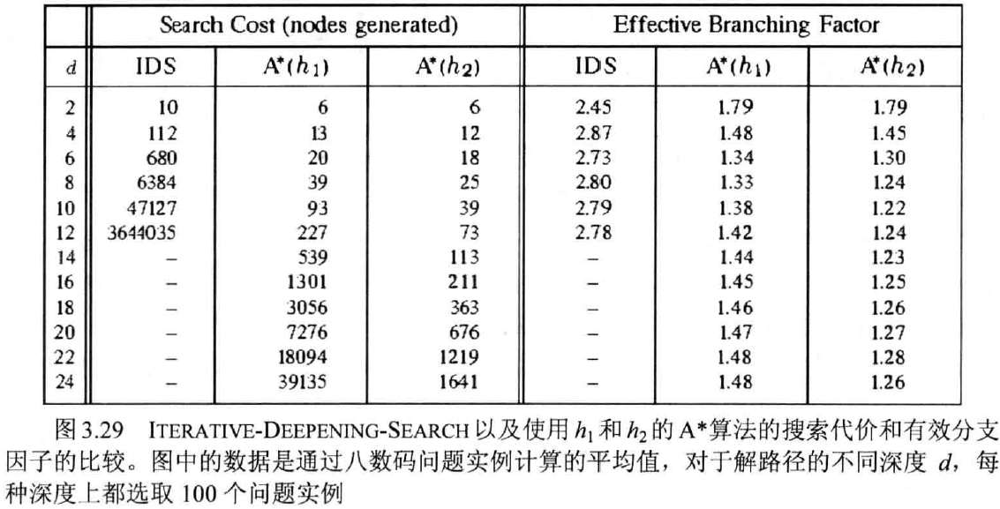 Search Cost (nodes generated) Effective Branching Factor
d IDS A*(h1) A*(h2) IDS A*(h1) A*(h2)
2 10 6 6 2.45 1.79 1.79
4 112 13 12 2.87 1.48 1.45
6 680 20 18 2.73 1.34 1.30
8 6384 39 25 2.80 1.33 1.24
10 47127 93 39 2.79 1.38 1.22
12 3644035 227 73 2.78 1.42 1.24
14 – 539 113 – 1.44 1.23
16 – 1301 211 – 1.45 1.25
18 – 3056 363 – 1.46 1.26
20 – 7276 676 – 1.47 1.27
22 – 18094 1219 – 1.48 1.28
24 – 39135 1641 – 1.48 1.26
图 3.29 ITERATIVE-DEEPENING-SEARCH 以及使用 h1 和 h2 的 A*算法的搜索代价和有效分支
因子的比较。图中的数据是通过八数码问题实例计算的平均值，对于解路径的不同深度 d，每
种深度上都选取 100 个问题实例